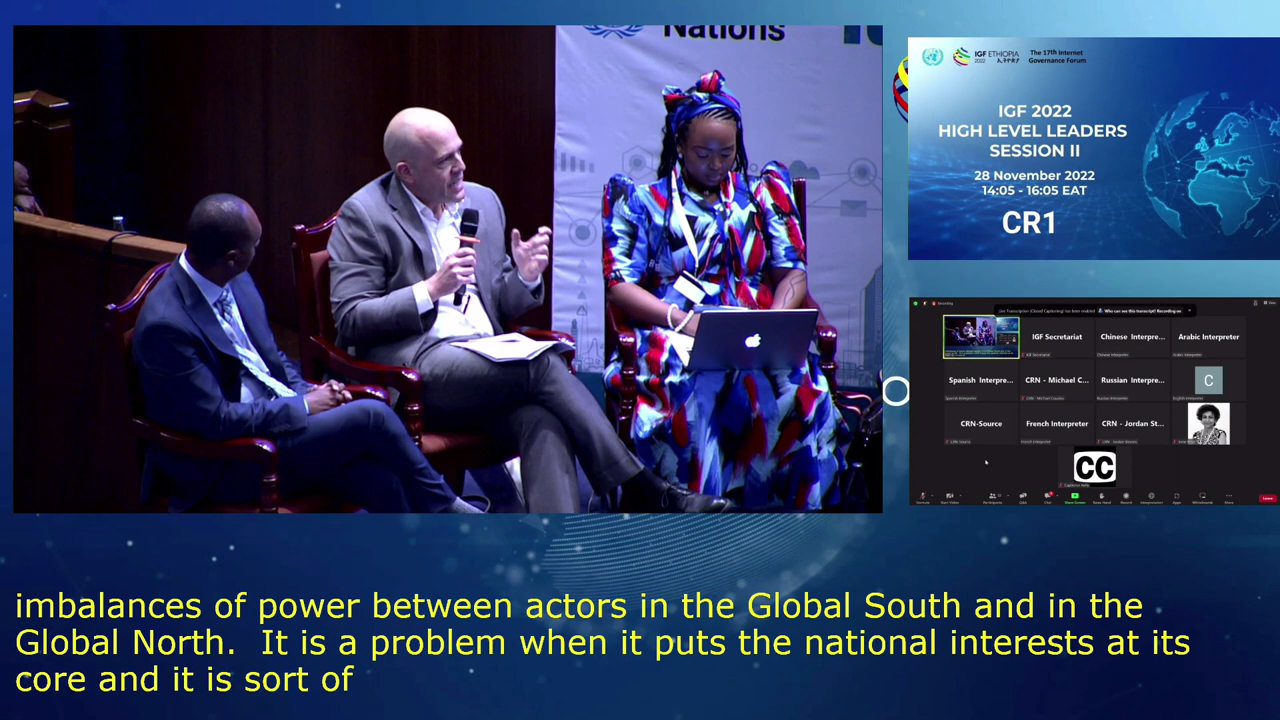 Nations
IGF ETHIOPIA
2022
The 17th Internet
Governance Forum
IGF 2022
HIGH LEVEL LEADERS
SESSION II
28 November 2022
14:05 - 16:05 EAT
CR1
Recording
IGF Secretariat
Chinese Interpre...
Arabic Interpreter
Spanish Interpre...
CRN - Michael C...
Russian Interpre...
C
CRN-Source
French Interpreter
CRN - Jordan St...
CC
imbalances of power between actors in the Global South and in the
Global North. It is a problem when it puts the national interests at its
core and it is sort of